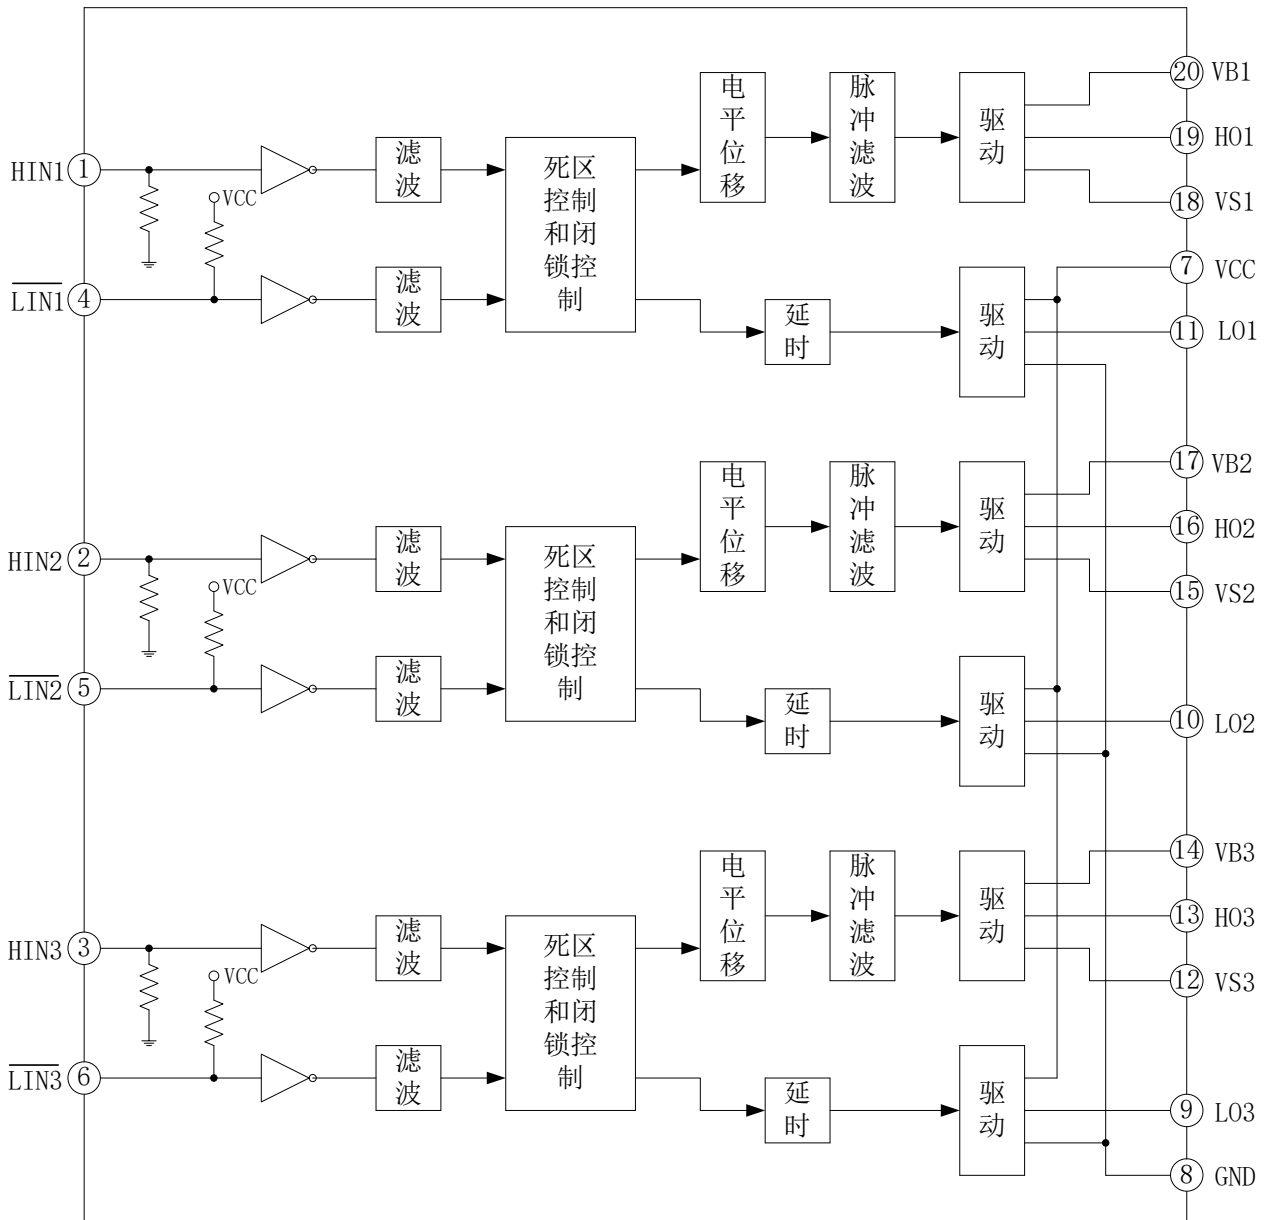 电平位移
脉冲滤波
驱动
20 VB1
HIN1 1
滤波
死区控制和闭锁控制
19 HO1
VCC
18 VS1
LIN1 4
滤波
延时
驱动
7 VCC
11 LO1
电平位移
脉冲滤波
驱动
17 VB2
HIN2 2
滤波
死区控制和闭锁控制
16 HO2
VCC
15 VS2
LIN2 5
滤波
延时
驱动
10 LO2
电平位移
脉冲滤波
驱动
14 VB3
HIN3 3
滤波
死区控制和闭锁控制
13 HO3
VCC
12 VS3
LIN3 6
滤波
延时
驱动
9 LO3
8 GND